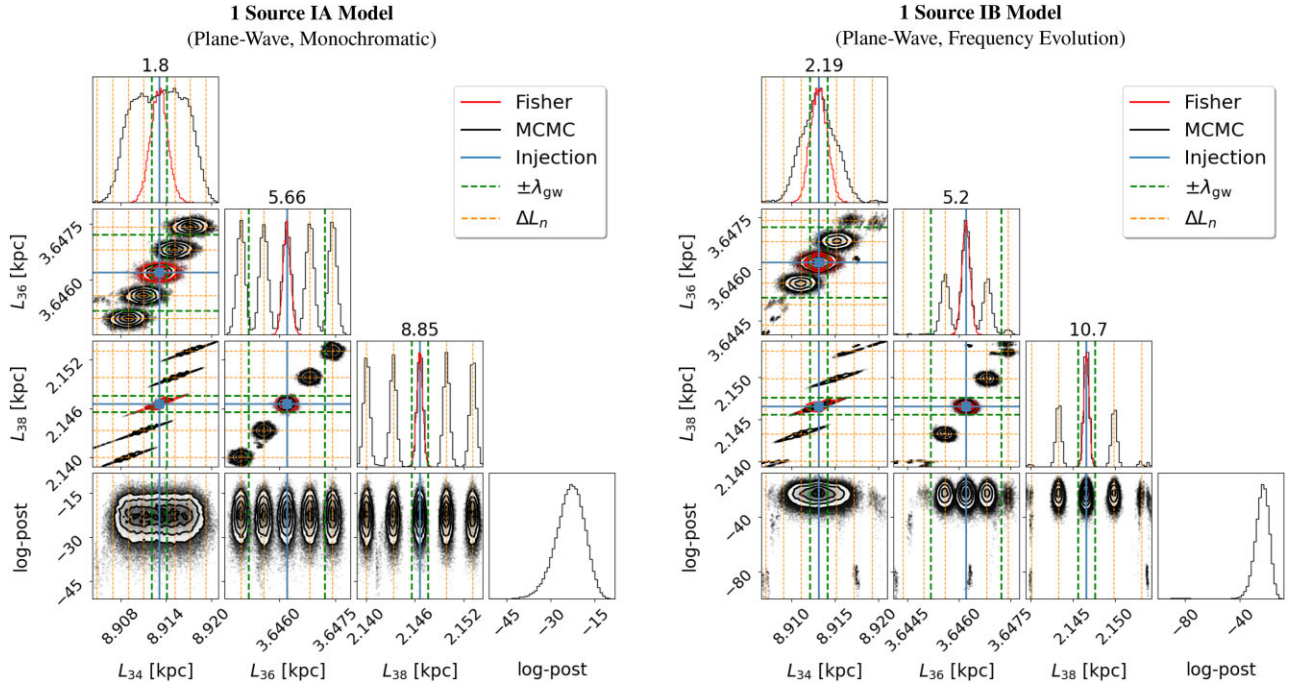 1 Source IA Model
(Plane-Wave, Monochromatic)
1.8
Fisher
MCMC
Injection
±λgw
ΔLn
5.66
L36 [kpc]
3.6475
3.6460
8.85
L38 [kpc]
2.152
2.146
2.140
log-post
−15
−30
−45
8.908
8.914
8.920
L34 [kpc]
3.6460
3.6475
L36 [kpc]
2.140
2.146
2.152
L38 [kpc]
−45
−30
−15
log-post
1 Source IB Model
(Plane-Wave, Frequency Evolution)
2.19
Fisher
MCMC
Injection
±λgw
ΔLn
5.2
L36 [kpc]
3.6475
3.6460
3.6445
10.7
L38 [kpc]
2.150
2.145
2.140
log-post
−40
−80
8.910
8.915
8.920
L34 [kpc]
3.6445
3.6460
3.6475
L36 [kpc]
2.145
2.150
L38 [kpc]
−80
−40
log-post